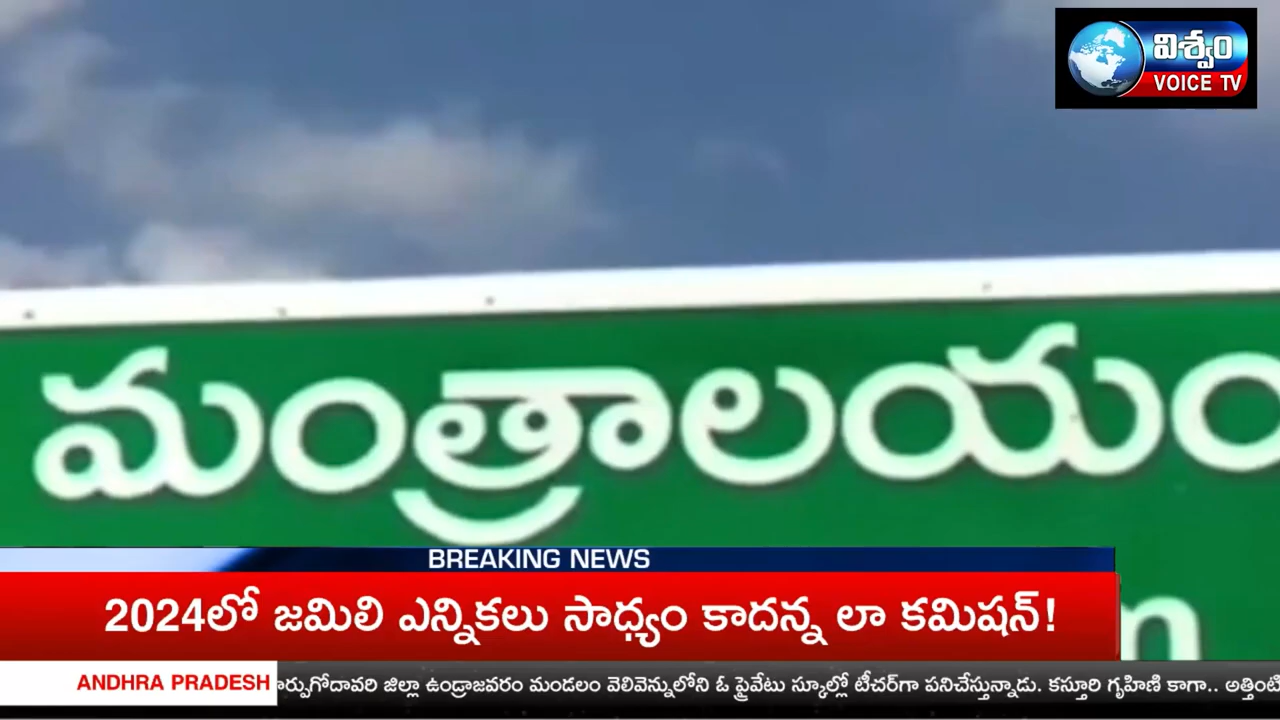 విశ్వం
VOICE TV
మంత్రాలయం
BREAKING NEWS
2024లో జమిలి ఎన్నికలు సాధ్యం కాదన్న లా కమిషన్!
ANDHRA PRADESH
జిల్లా ఉండ్రాజవరం మండలం వెలివెన్నులోని ఓ ప్రైవేటు స్కూల్లో టీచర్‌గా పనిచేస్తున్నాడు. కస్తూరి గృహిణి కాగా..